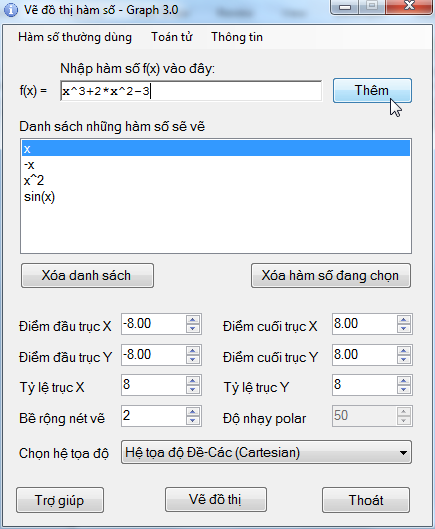 Vẽ đồ thị hàm số - Graph 3.0
Hàm số thường dùng Toán tử Thông tin
Nhập hàm số f(x) vào đây:
f(x) = x^3+2*x^2-3 Thêm
Danh sách những hàm số sẽ vẽ
x
-x
x^2
sin(x)
Xóa danh sách Xóa hàm số đang chọn
Điểm đầu trục X -8.00 Điểm cuối trục X 8.00
Điểm đầu trục Y -8.00 Điểm cuối trục Y 8.00
Tỷ lệ trục X 8 Tỷ lệ trục Y 8
Bề rộng nét vẽ 2 Độ nhạy polar 50
Chọn hệ tọa độ Hệ tọa độ Đề-Các (Cartesian)
Trợ giúp Vẽ đồ thị Thoát